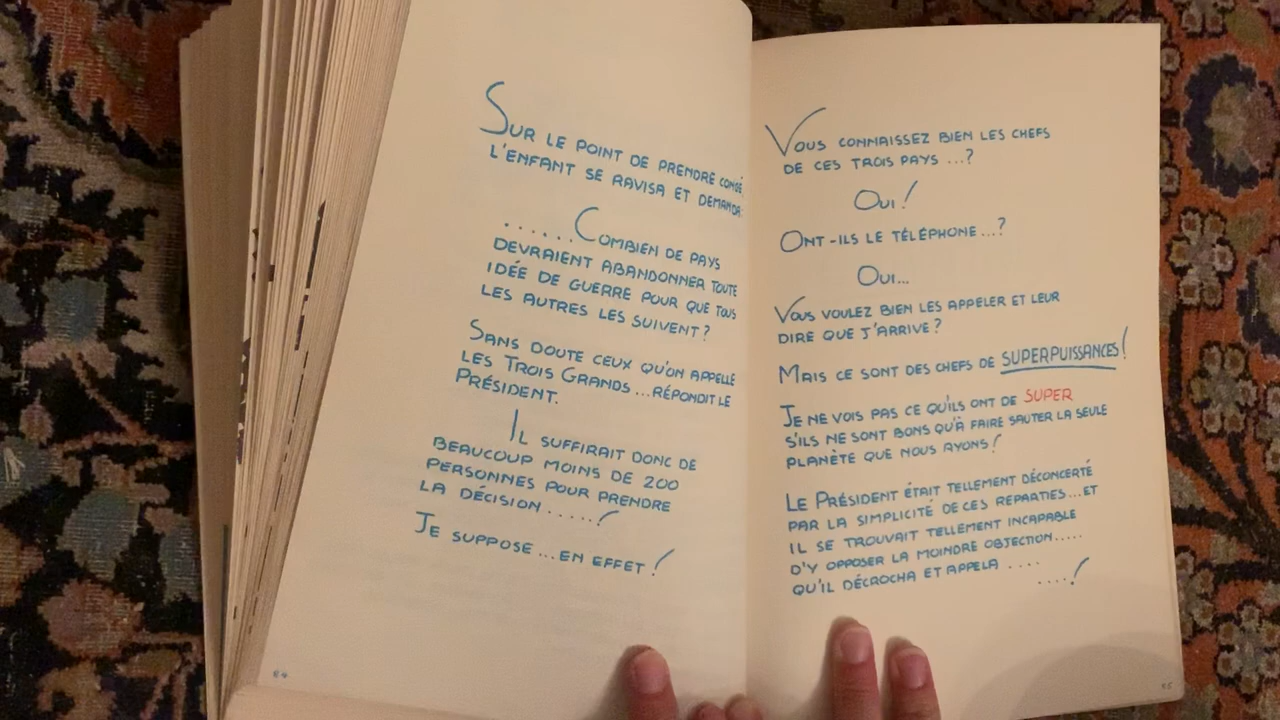 Sur le point de prendre congé,
l'enfant se ravisa et demanda:
......Combien de pays
devraient abandonner toute
idée de guerre pour que tous
les autres les suivent?
Sans doute ceux qu'on appelle
les Trois Grands...répondit le
Président.
Il suffirait donc de
beaucoup moins de 200
personnes pour prendre
la décision.....!
Je suppose...en effet!
84
Vous connaissez bien les chefs
de ces trois pays...?
Oui!
Ont-ils le téléphone...?
Oui...
Vous voulez bien les appeler et leur
dire que j'arrive?
Mais ce sont des chefs de superpuissances!
Je ne vois pas ce qu'ils ont de super
s'ils ne sont bons qu'à faire sauter la seule
planète que nous ayons!
Le Président était tellement déconcerté
par la simplicité de ces reparties...et
il se trouvait tellement incapable
d'y opposer la moindre objection.....
qu'il décrocha et appela ....
....!
85